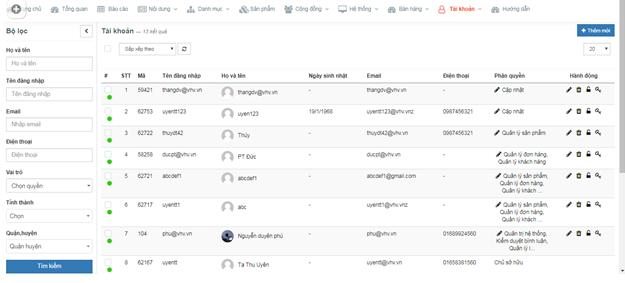 ng chủ Tổng quan Báo cáo Nội dung Danh mục Sản phẩm Cộng đồng Hệ thống Bán hàng Tài khoản Hướng dẫn
Bộ lọc
Họ và tên
Họ và tên
Tên đăng nhập
Tên đăng nhập
Email
Nhập email
Điện thoại
Điện thoại
Vai trò
Chọn quyền
Tỉnh thành
Chọn
Quận,huyện
Quận huyện
Tìm kiếm
Tài khoản — 13 kết quả
+ Thêm mới
Sắp xếp theo
20
# STT Mã Tên đăng nhập Họ và tên Ngày sinh nhật Email Điện thoại Phân quyền Hành động
1 59421 thangdv@vhv.vn thangdv@vhv.vn - thangdv@vhv.vn - Cập nhật
2 62753 uyentt123 uyen123 19/1/1968 uyentt123@vhv.vnz 0987456321 Cập nhật
3 62722 thuydt42 Thủy - thuydt42@vhv.vn 0987456321 Quản lý sản phẩm
4 58258 ducpt@vhv.vn PT Đức - ducpt@vhv.vn - Quản lý đơn hàng,
Quản lý khách hàng
5 62721 abcdef1 abcdef1 - abcdef1@gmail.com - Quản lý sản phẩm,
Quản lý đơn hàng,
Quản lý khách ...
6 62717 uyentt1 abc - uyentt1@vhv.vnz - Quản lý sản phẩm,
Quản lý đơn hàng,
Quản lý khách ...
7 104 phu@vhv.vn Nguyễn duyên phú - phu@vhv.vn 01689924560 Quản trị hệ thống,
Kiểm duyệt bình luận,
Quản lý t...
8 62167 uyentt Tạ Thu Uyên - uyentt@vhv.vn 01658381560 Chủ sở hữu